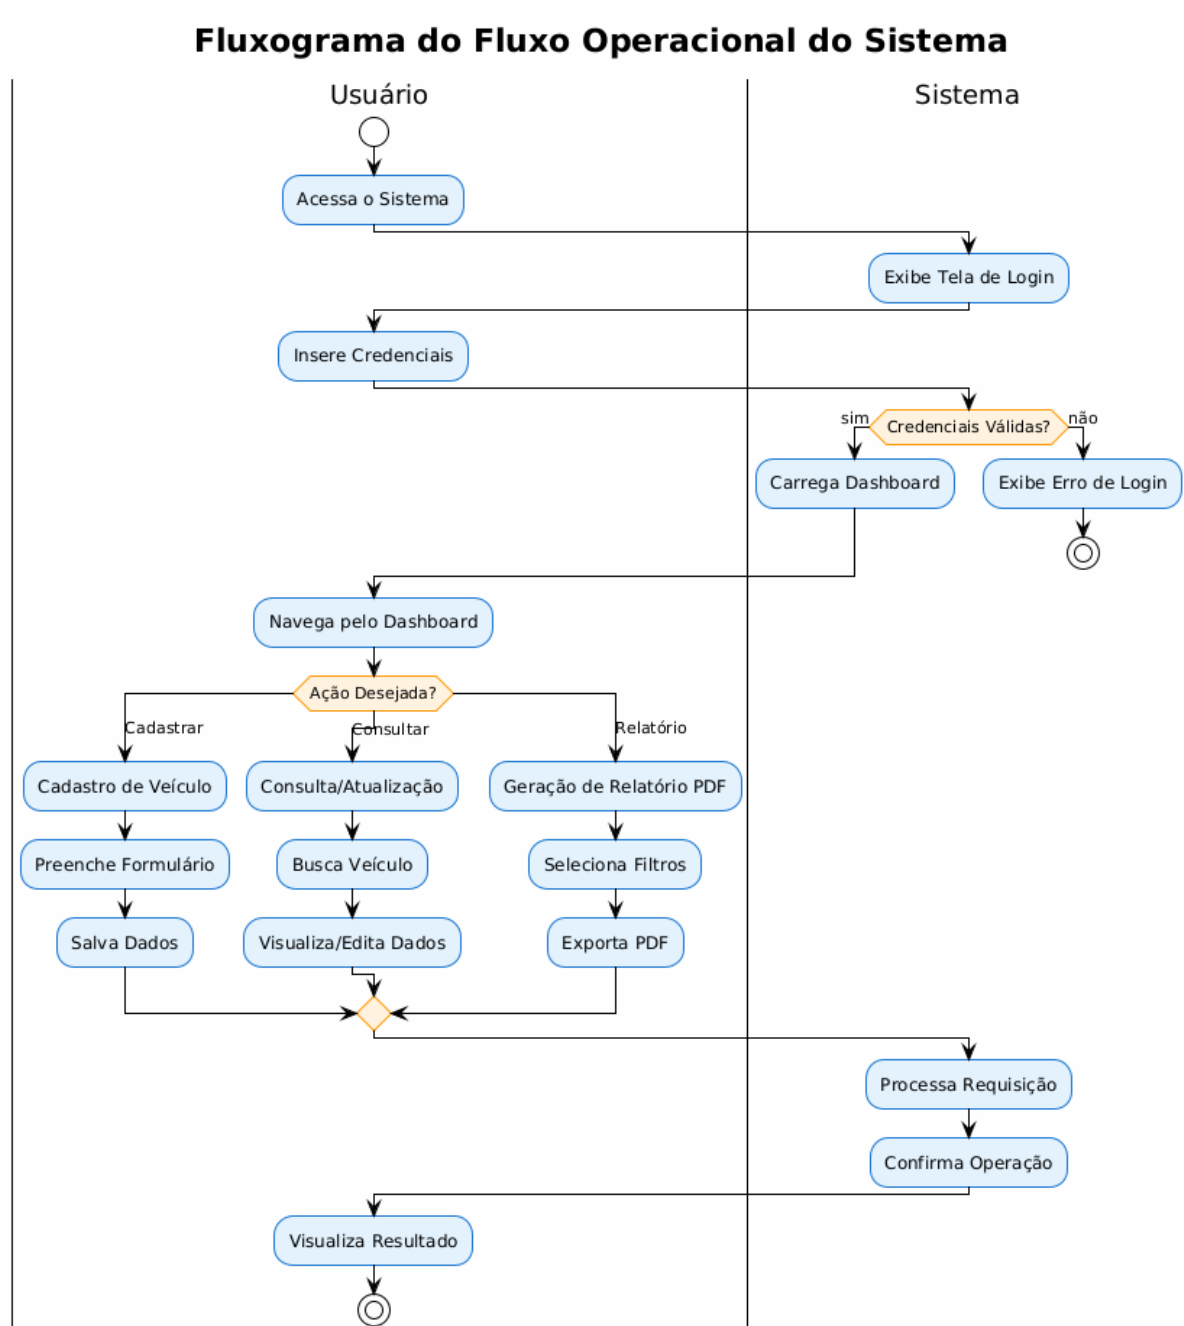 Fluxograma do Fluxo Operacional do Sistema
Usuário
Sistema
Acessa o Sistema
Exibe Tela de Login
Insere Credenciais
sim
Credenciais Válidas?
não
Carrega Dashboard
Exibe Erro de Login
Navega pelo Dashboard
Ação Desejada?
Cadastrar
Consultar
Relatório
Cadastro de Veículo
Consulta/Atualização
Geração de Relatório PDF
Preenche Formulário
Busca Veículo
Seleciona Filtros
Salva Dados
Visualiza/Edita Dados
Exporta PDF
Processa Requisição
Confirma Operação
Visualiza Resultado